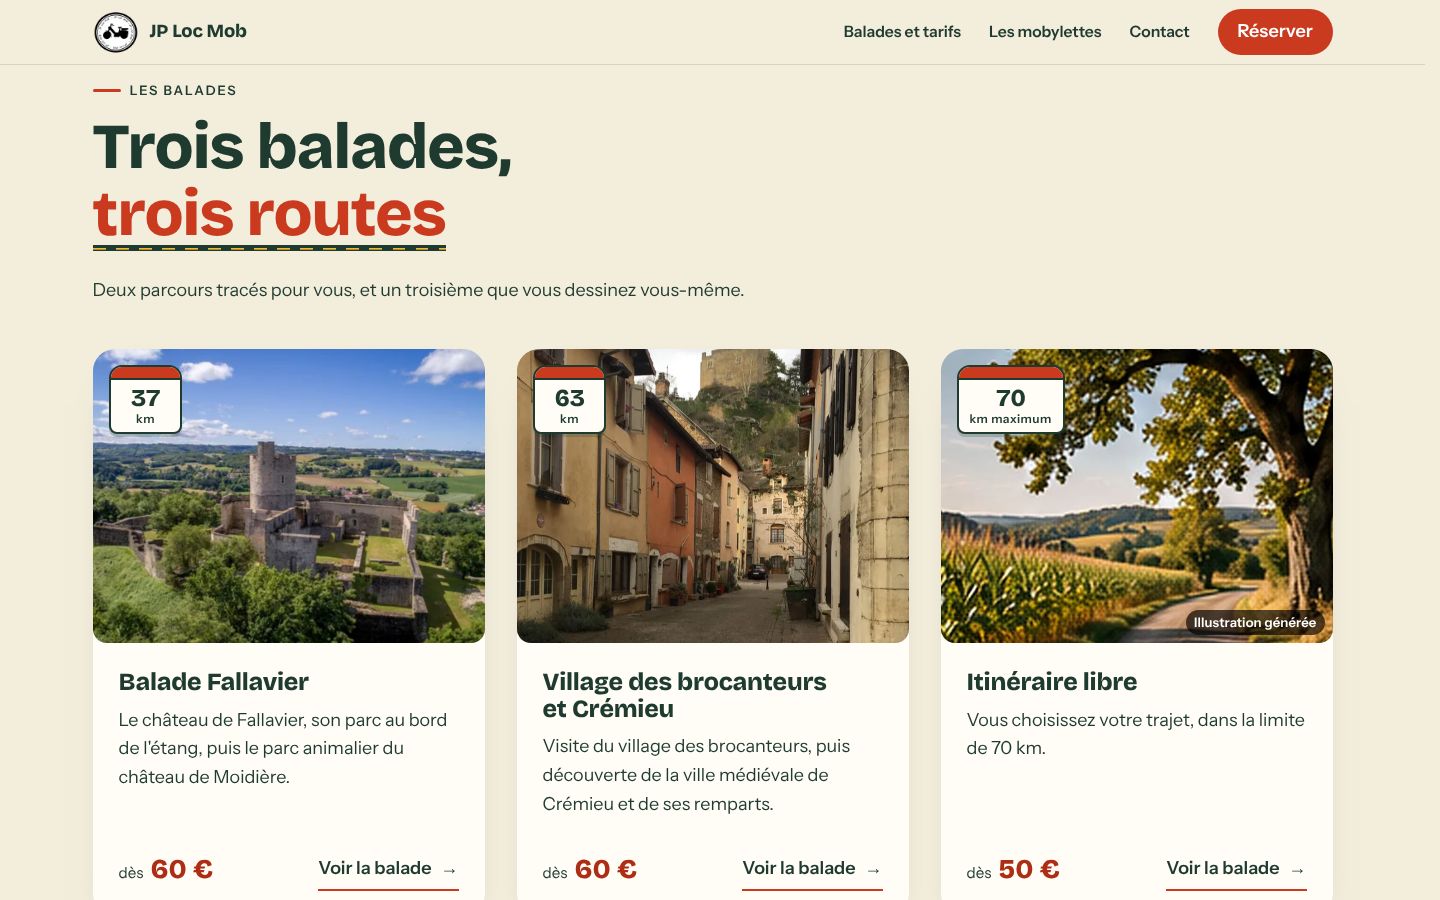 JP Loc Mob
Balades et tarifs
Les mobylettes
Contact
Réserver
LES BALADES
Trois balades,
trois routes
Deux parcours tracés pour vous, et un troisième que vous dessinez vous-même.
37
km
63
km
70
km maximum
Illustration générée
Balade Fallavier
Le château de Fallavier, son parc au bord
de l'étang, puis le parc animalier du
château de Moidière.
dès 60 €
Voir la balade →
Village des brocanteurs
et Crémieu
Visite du village des brocanteurs, puis
découverte de la ville médiévale de
Crémieu et de ses remparts.
dès 60 €
Voir la balade →
Itinéraire libre
Vous choisissez votre trajet, dans la limite
de 70 km.
dès 50 €
Voir la balade →